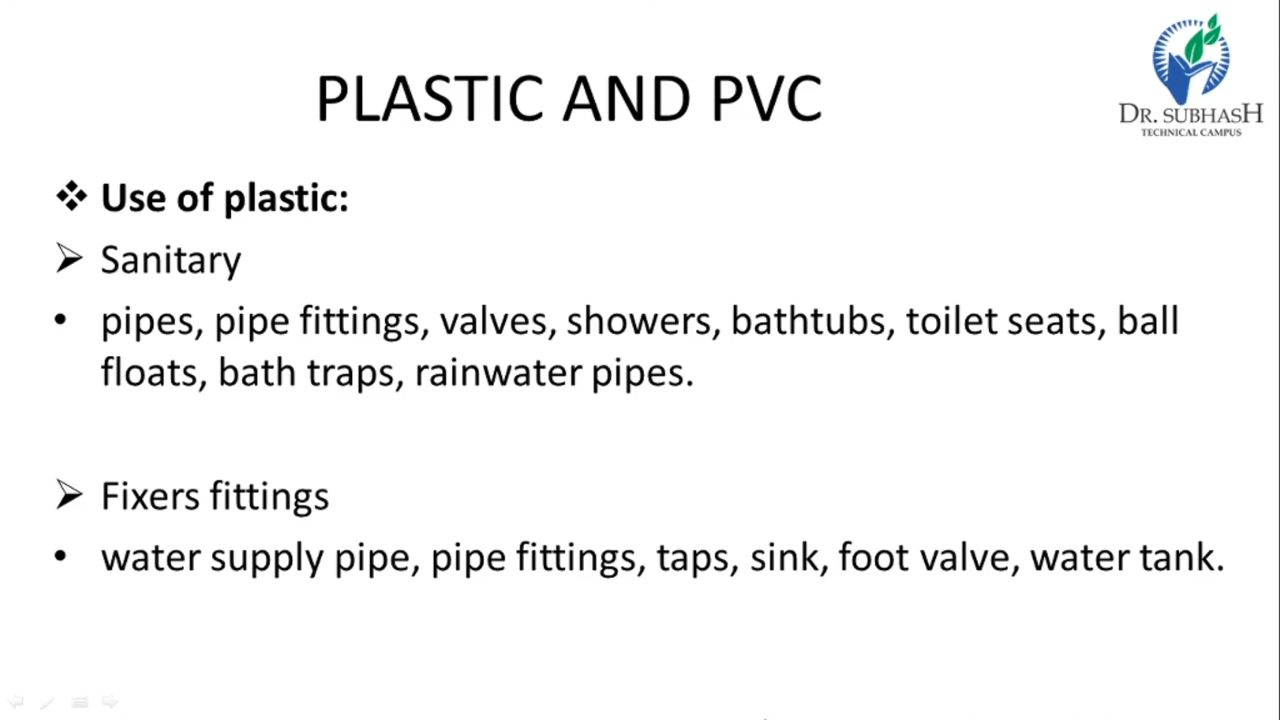 DR. SUBHASH
TECHNICAL CAMPUS
PLASTIC AND PVC
❖ Use of plastic:
➢ Sanitary
• pipes, pipe fittings, valves, showers, bathtubs, toilet seats, ball
floats, bath traps, rainwater pipes.
➢ Fixers fittings
• water supply pipe, pipe fittings, taps, sink, foot valve, water tank.